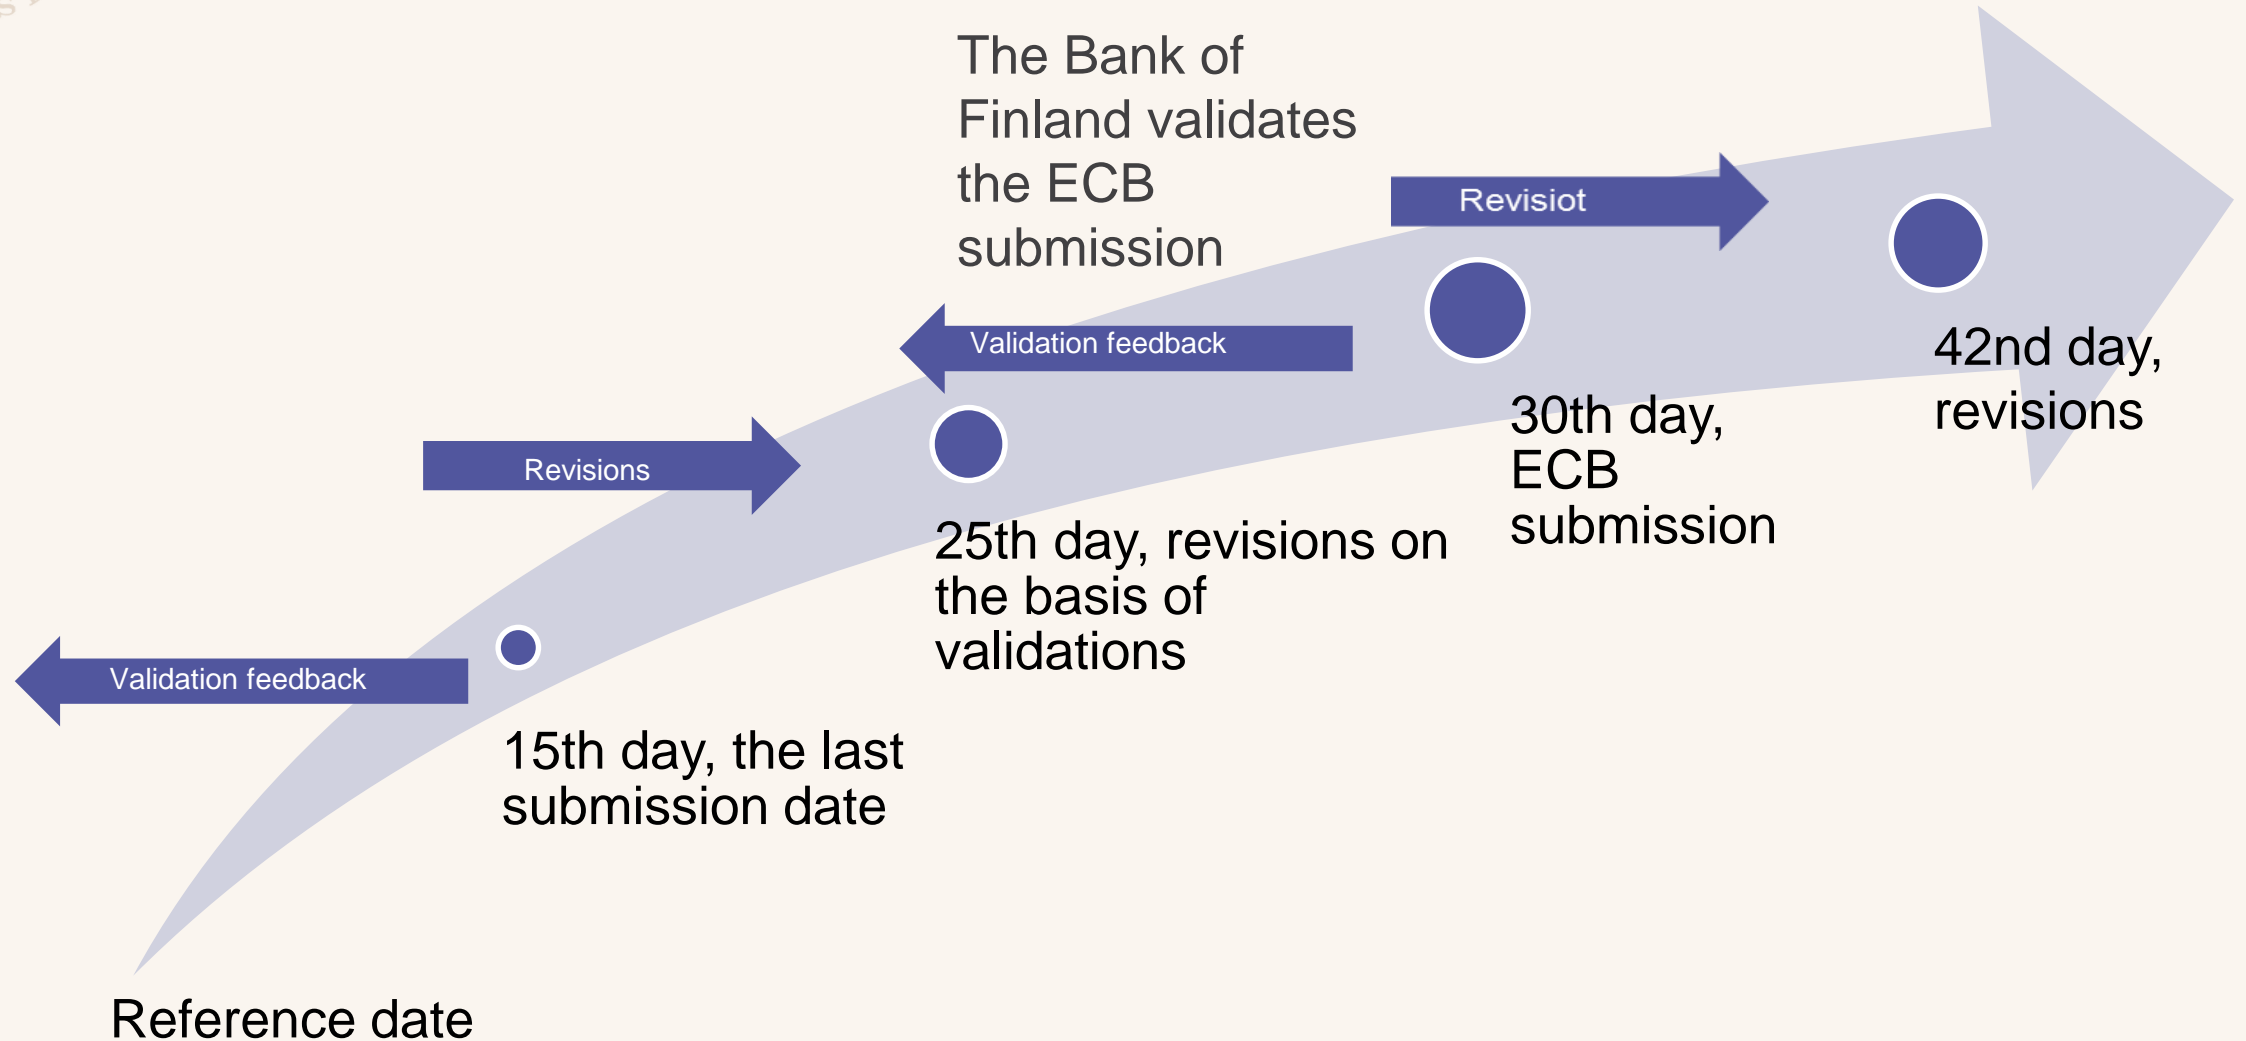 The Bank of
Finland validates
the ECB
submission
Revisiot
Validation feedback
42nd day,
revisions
30th day,
ECB
submission
Revisions
25th day, revisions on
the basis of
validations
Validation feedback
15th day, the last
submission date
Reference date